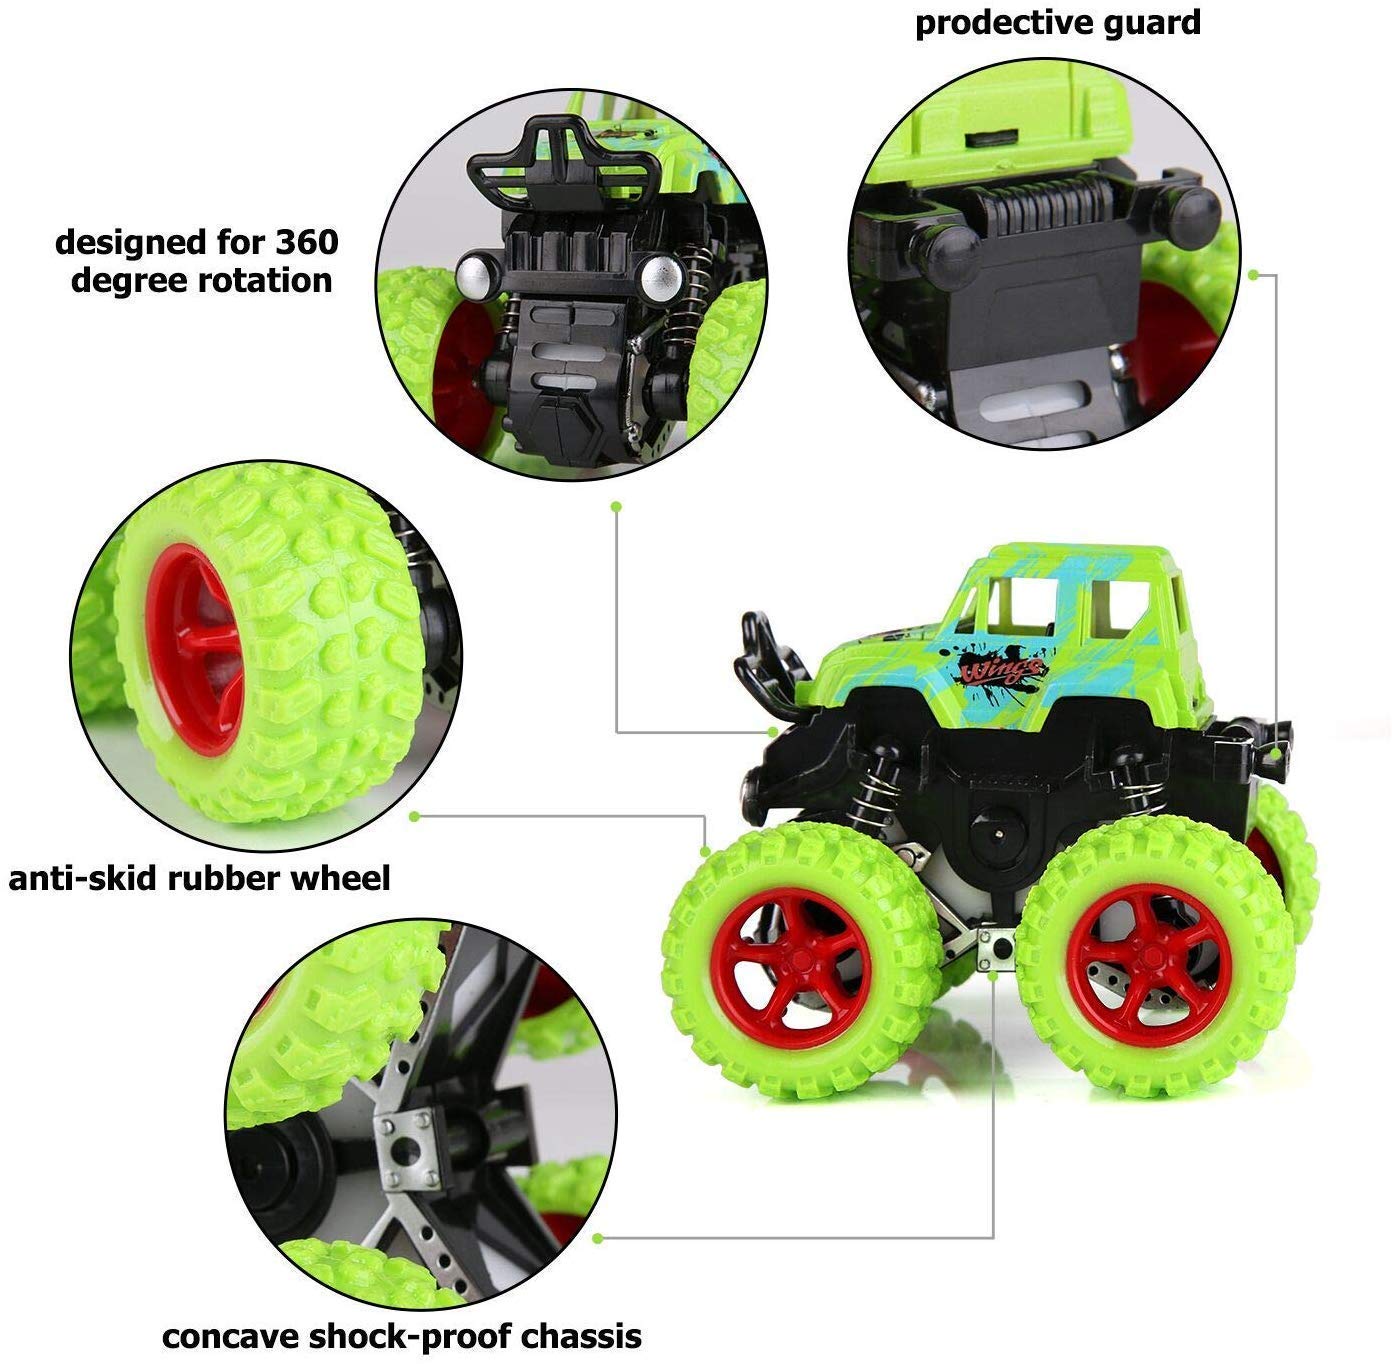 prodective guard
designed for 360
degree rotation
Wings
anti-skid rubber wheel
concave shock-proof chassis